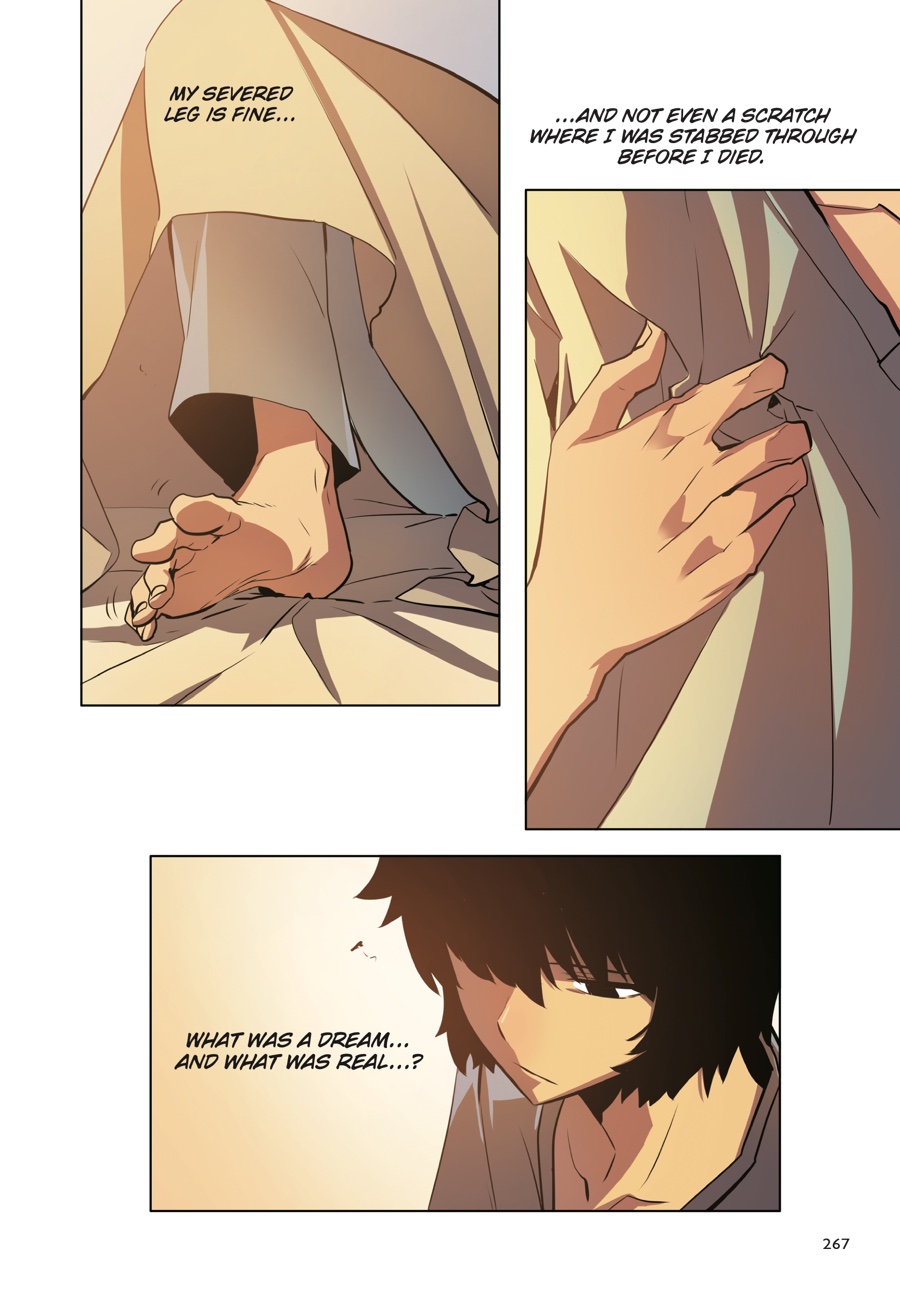 MY SEVERED
LEG IS FINE...
...AND NOT EVEN A SCRATCH
WHERE I WAS STABBED THROUGH
BEFORE I DIED.
WHAT WAS A DREAM...
AND WHAT WAS REAL...?
267